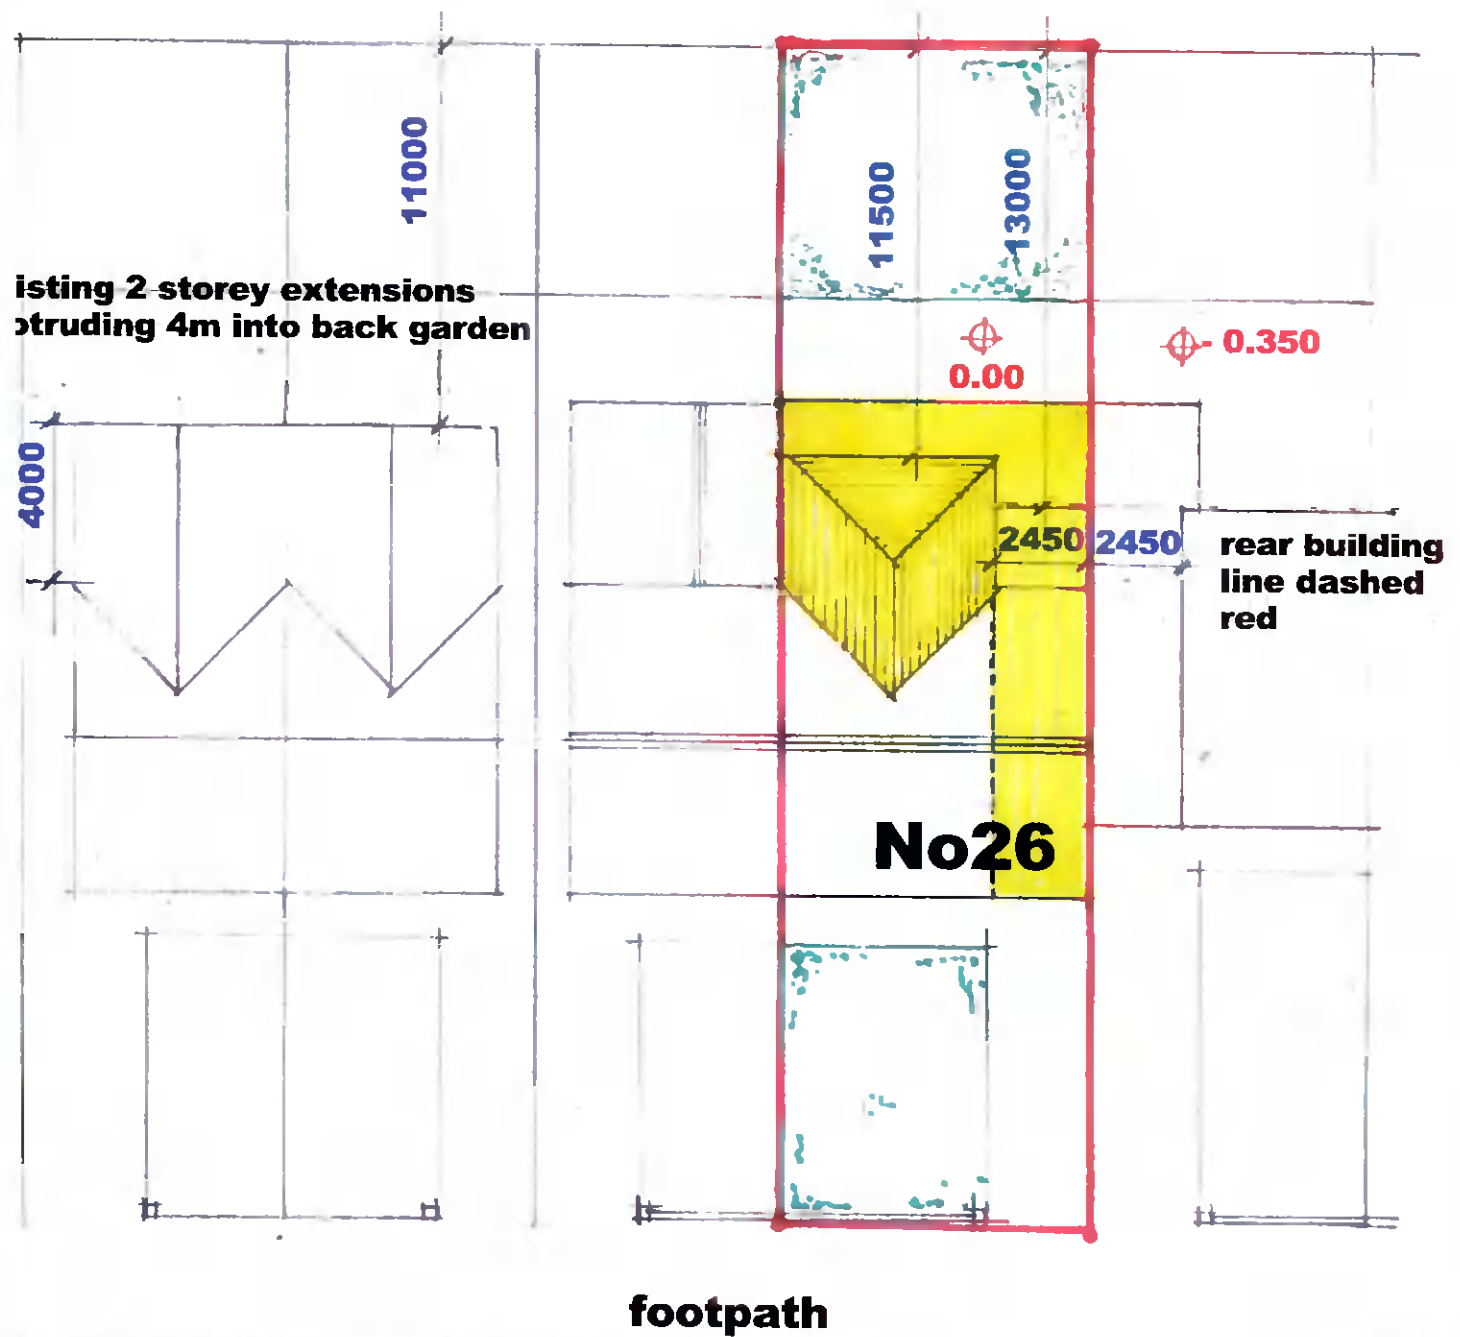 11000
11500
13000
isting 2 storey extensions
otruding 4m into back garden
- 0.350
0.00
4000
2450
2450
rear building
line dashed
red
No26
footpath